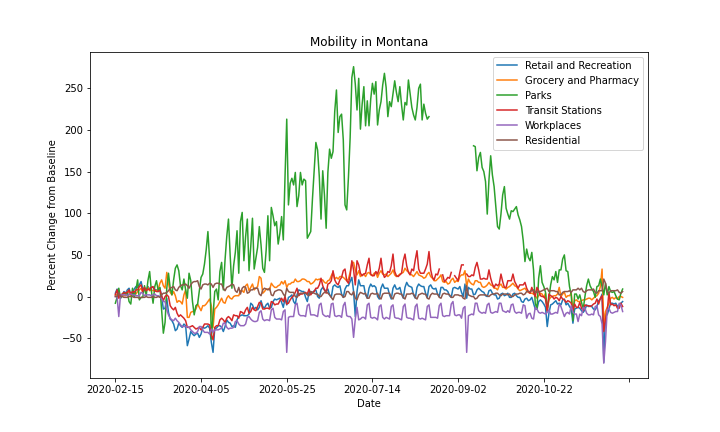 Mobility in Montana
Percent Change from Baseline
250
200
150
100
50
0
−50
Retail and Recreation
Grocery and Pharmacy
Parks
Transit Stations
Workplaces
Residential
2020-02-15 2020-04-05 2020-05-25 2020-07-14 2020-09-02 2020-10-22
Date